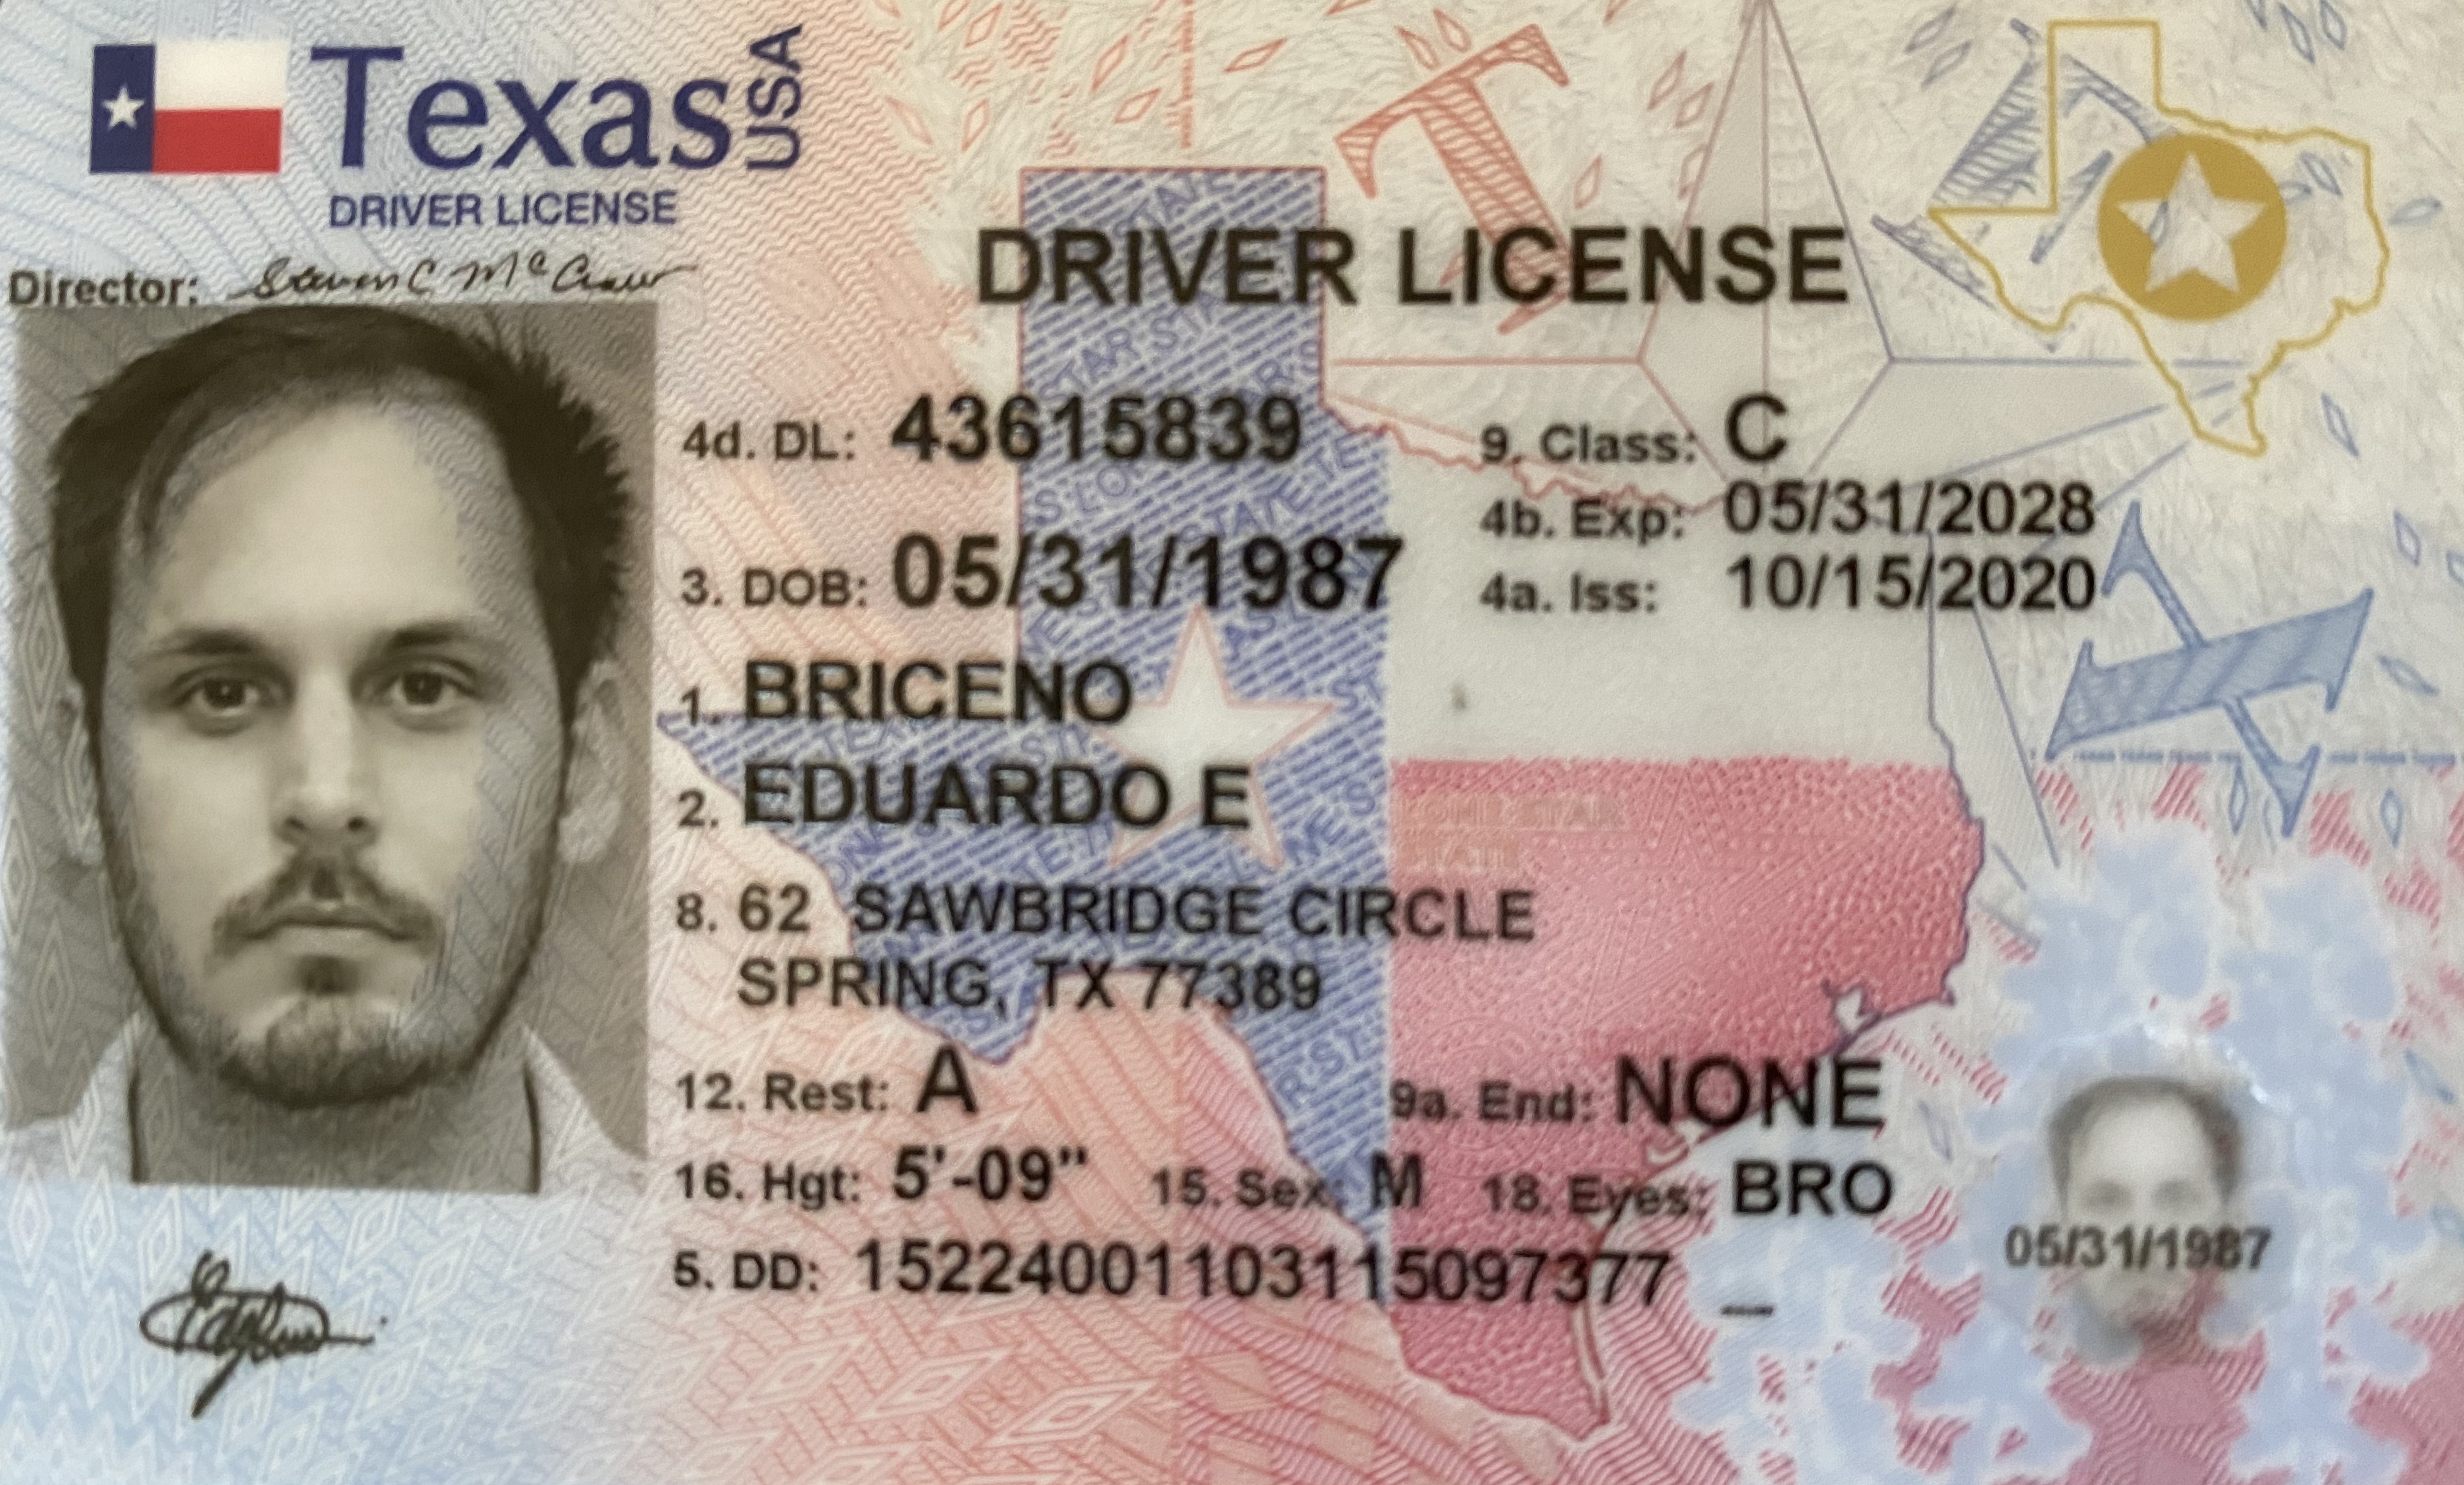 Texas USA
DRIVER LICENSE
Director: Steven C McCraw
DRIVER LICENSE
4d. DL: 43615839
9. Class: C
4b. Exp: 05/31/2028
3. DOB: 05/31/1987
4a. Iss: 10/15/2020
1. BRICENO
2. EDUARDO E
8. 62 SAWBRIDGE CIRCLE
SPRING, TX 77389
12. Rest: A
9a. End: NONE
16. Hgt: 5'-09" 15. Sex: M 18. Eyes: BRO
5. DD: 15224001103115097377
05/31/1987